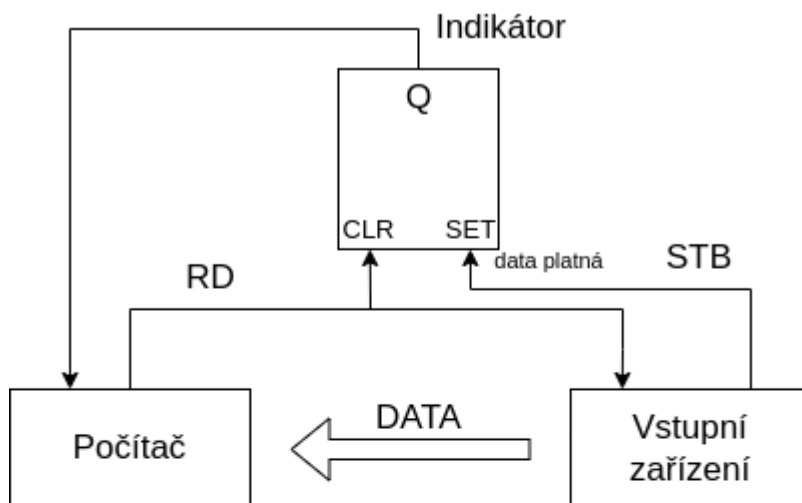 Indikátor
Q
CLR
SET
data platná
STB
RD
Počítač
DATA
Vstupní
zařízení